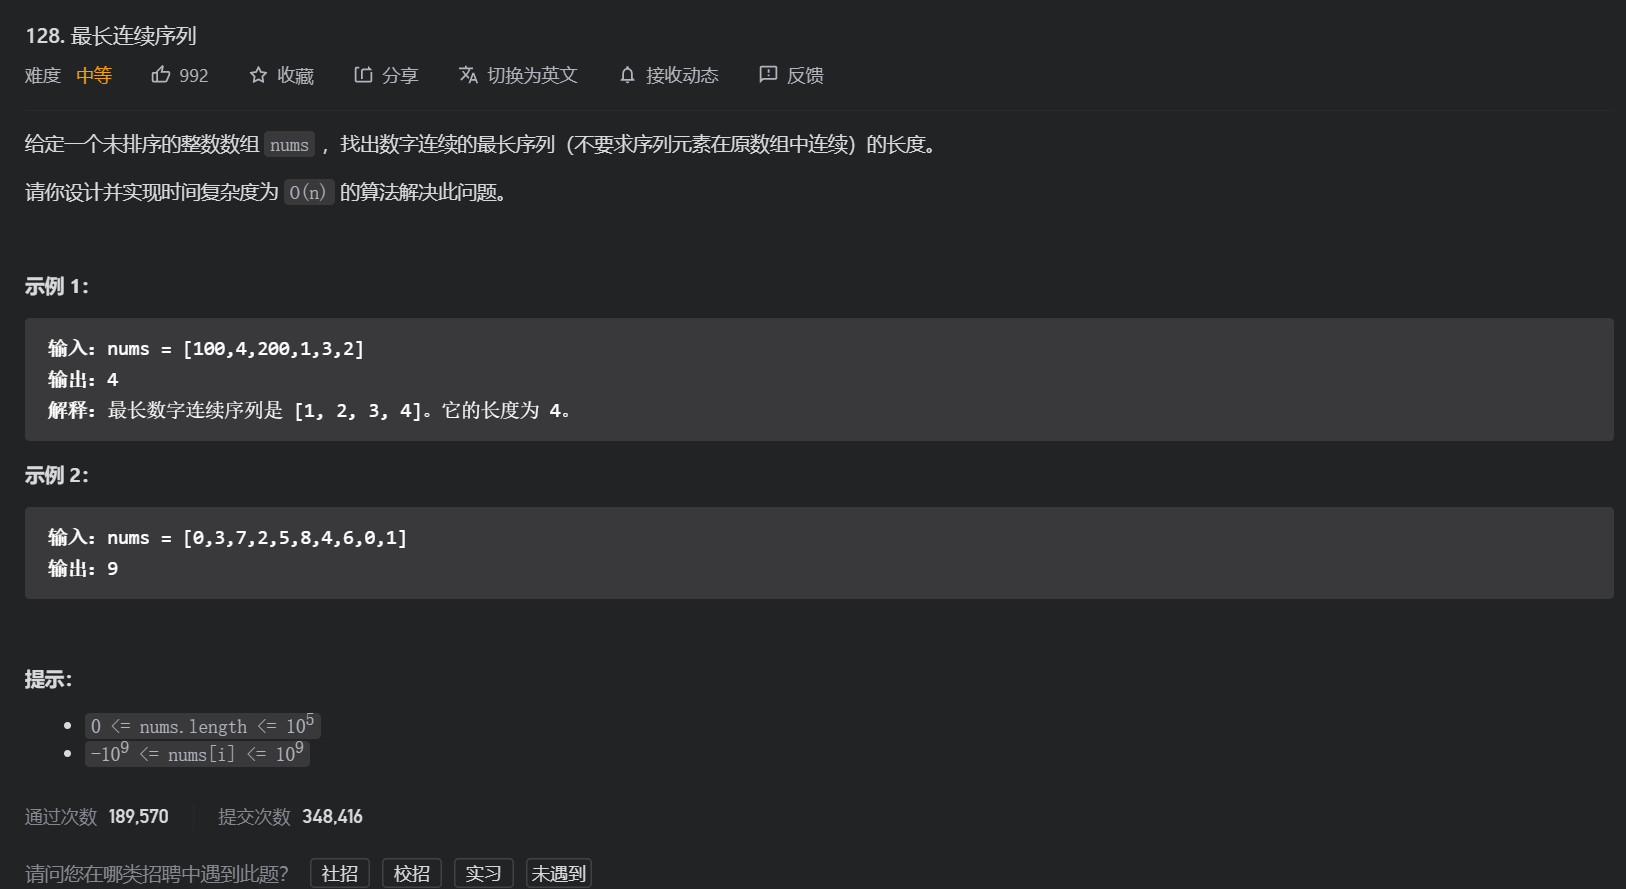 128. 最长连续序列
难度 中等 992 收藏 分享 切换为英文 接收动态 反馈
给定一个未排序的整数数组 nums ，找出数字连续的最长序列（不要求序列元素在原数组中连续）的长度。
请你设计并实现时间复杂度为 O(n) 的算法解决此问题。
示例 1：
输入：nums = [100,4,200,1,3,2]
输出：4
解释：最长数字连续序列是 [1, 2, 3, 4]。它的长度为 4。
示例 2：
输入：nums = [0,3,7,2,5,8,4,6,0,1]
输出：9
提示：
0 <= nums.length <= 10⁵
-10⁹ <= nums[i] <= 10⁹
通过次数 189,570 提交次数 348,416
请问您在哪类招聘中遇到此题？ 社招 校招 实习 未遇到